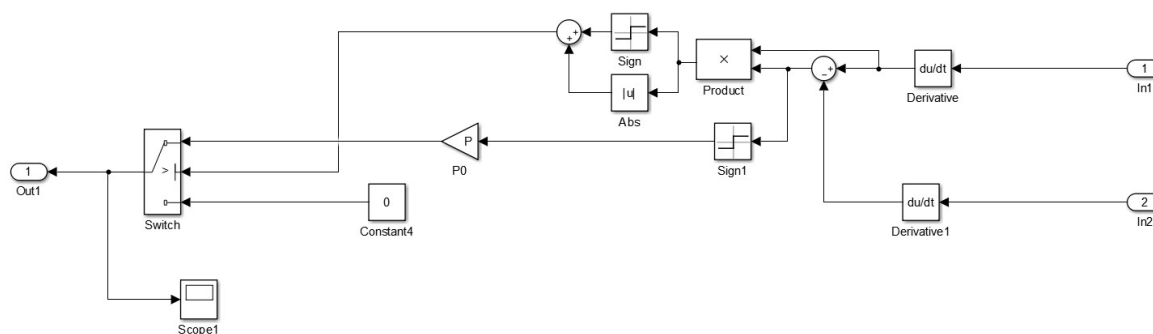 +
+
Sign
×
Product
−
+
du/dt
Derivative
1
In1
|u|
Abs
1
Out1
>
Switch
P
P0
Sign1
0
Constant4
du/dt
Derivative1
2
In2
Scope1